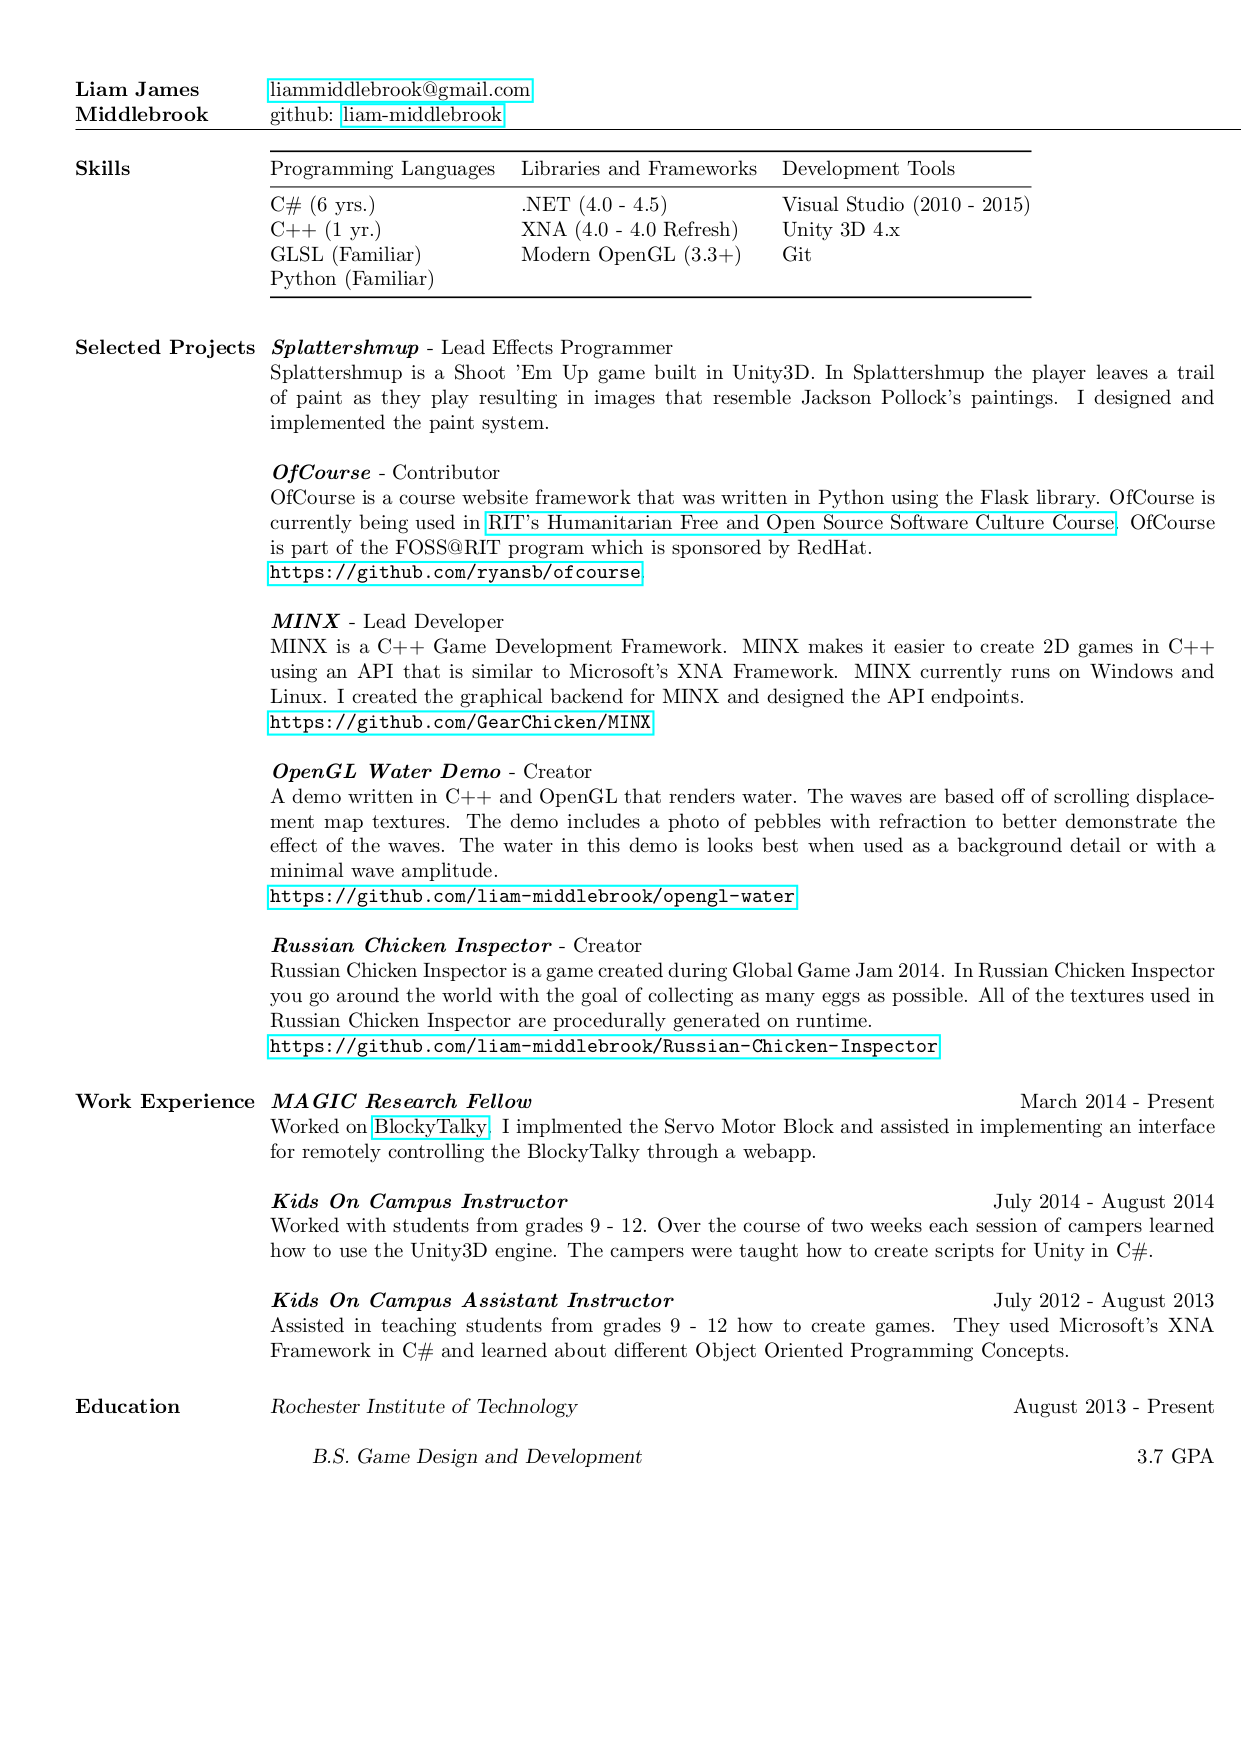 Liam James liammiddlebrook@gmail.com
Middlebrook github: liam-middlebrook
Skills
Programming Languages Libraries and Frameworks Development Tools
C# (6 yrs.) .NET (4.0 - 4.5) Visual Studio (2010 - 2015)
C++ (1 yr.) XNA (4.0 - 4.0 Refresh) Unity 3D 4.x
GLSL (Familiar) Modern OpenGL (3.3+) Git
Python (Familiar)
Selected Projects Splattershmup - Lead Effects Programmer
Splattershmup is a Shoot 'Em Up game built in Unity3D. In Splattershmup the player leaves a trail
of paint as they play resulting in images that resemble Jackson Pollock's paintings. I designed and
implemented the paint system.
OfCourse - Contributor
OfCourse is a course website framework that was written in Python using the Flask library. OfCourse is
currently being used in RIT's Humanitarian Free and Open Source Software Culture Course. OfCourse
is part of the FOSS@RIT program which is sponsored by RedHat.
https://github.com/ryansb/ofcourse
MINX - Lead Developer
MINX is a C++ Game Development Framework. MINX makes it easier to create 2D games in C++
using an API that is similar to Microsoft's XNA Framework. MINX currently runs on Windows and
Linux. I created the graphical backend for MINX and designed the API endpoints.
https://github.com/GearChicken/MINX
OpenGL Water Demo - Creator
A demo written in C++ and OpenGL that renders water. The waves are based off of scrolling displace-
ment map textures. The demo includes a photo of pebbles with refraction to better demonstrate the
effect of the waves. The water in this demo is looks best when used as a background detail or with a
minimal wave amplitude.
https://github.com/liam-middlebrook/opengl-water
Russian Chicken Inspector - Creator
Russian Chicken Inspector is a game created during Global Game Jam 2014. In Russian Chicken Inspector
you go around the world with the goal of collecting as many eggs as possible. All of the textures used in
Russian Chicken Inspector are procedurally generated on runtime.
https://github.com/liam-middlebrook/Russian-Chicken-Inspector
Work Experience MAGIC Research Fellow March 2014 - Present
Worked on BlockyTalky. I implmented the Servo Motor Block and assisted in implementing an interface
for remotely controlling the BlockyTalky through a webapp.
Kids On Campus Instructor July 2014 - August 2014
Worked with students from grades 9 - 12. Over the course of two weeks each session of campers learned
how to use the Unity3D engine. The campers were taught how to create scripts for Unity in C#.
Kids On Campus Assistant Instructor July 2012 - August 2013
Assisted in teaching students from grades 9 - 12 how to create games. They used Microsoft's XNA
Framework in C# and learned about different Object Oriented Programming Concepts.
Education Rochester Institute of Technology August 2013 - Present
B.S. Game Design and Development 3.7 GPA